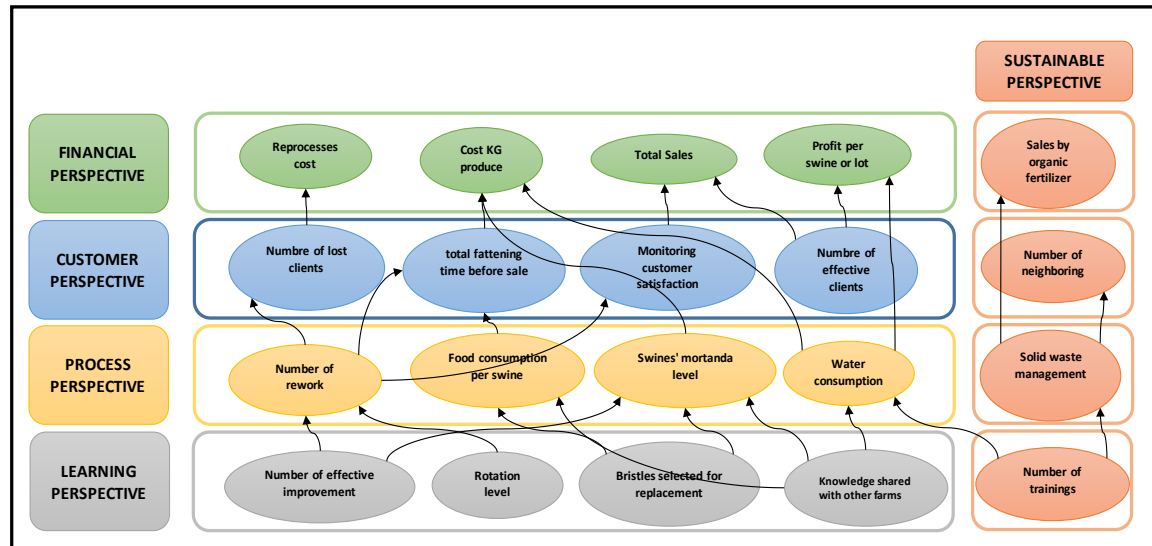 SUSTAINABLE
PERSPECTIVE
FINANCIAL
PERSPECTIVE
Reprocesses
cost
Cost KG
produce
Total Sales
Profit per
swine or lot
Sales by
organic
fertilizer
CUSTOMER
PERSPECTIVE
Numbre of lost
clients
total fattening
time before sale
Monitoring
customer
satisfaction
Numbre of
effective
clients
Number of
neighboring
PROCESS
PERSPECTIVE
Number of
rework
Food consumption
per swine
Swines' mortanda
level
Water
consumption
Solid waste
management
LEARNING
PERSPECTIVE
Number of effective
improvement
Rotation
level
Bristles selected for
replacement
Knowledge shared
with other farms
Number of
trainings